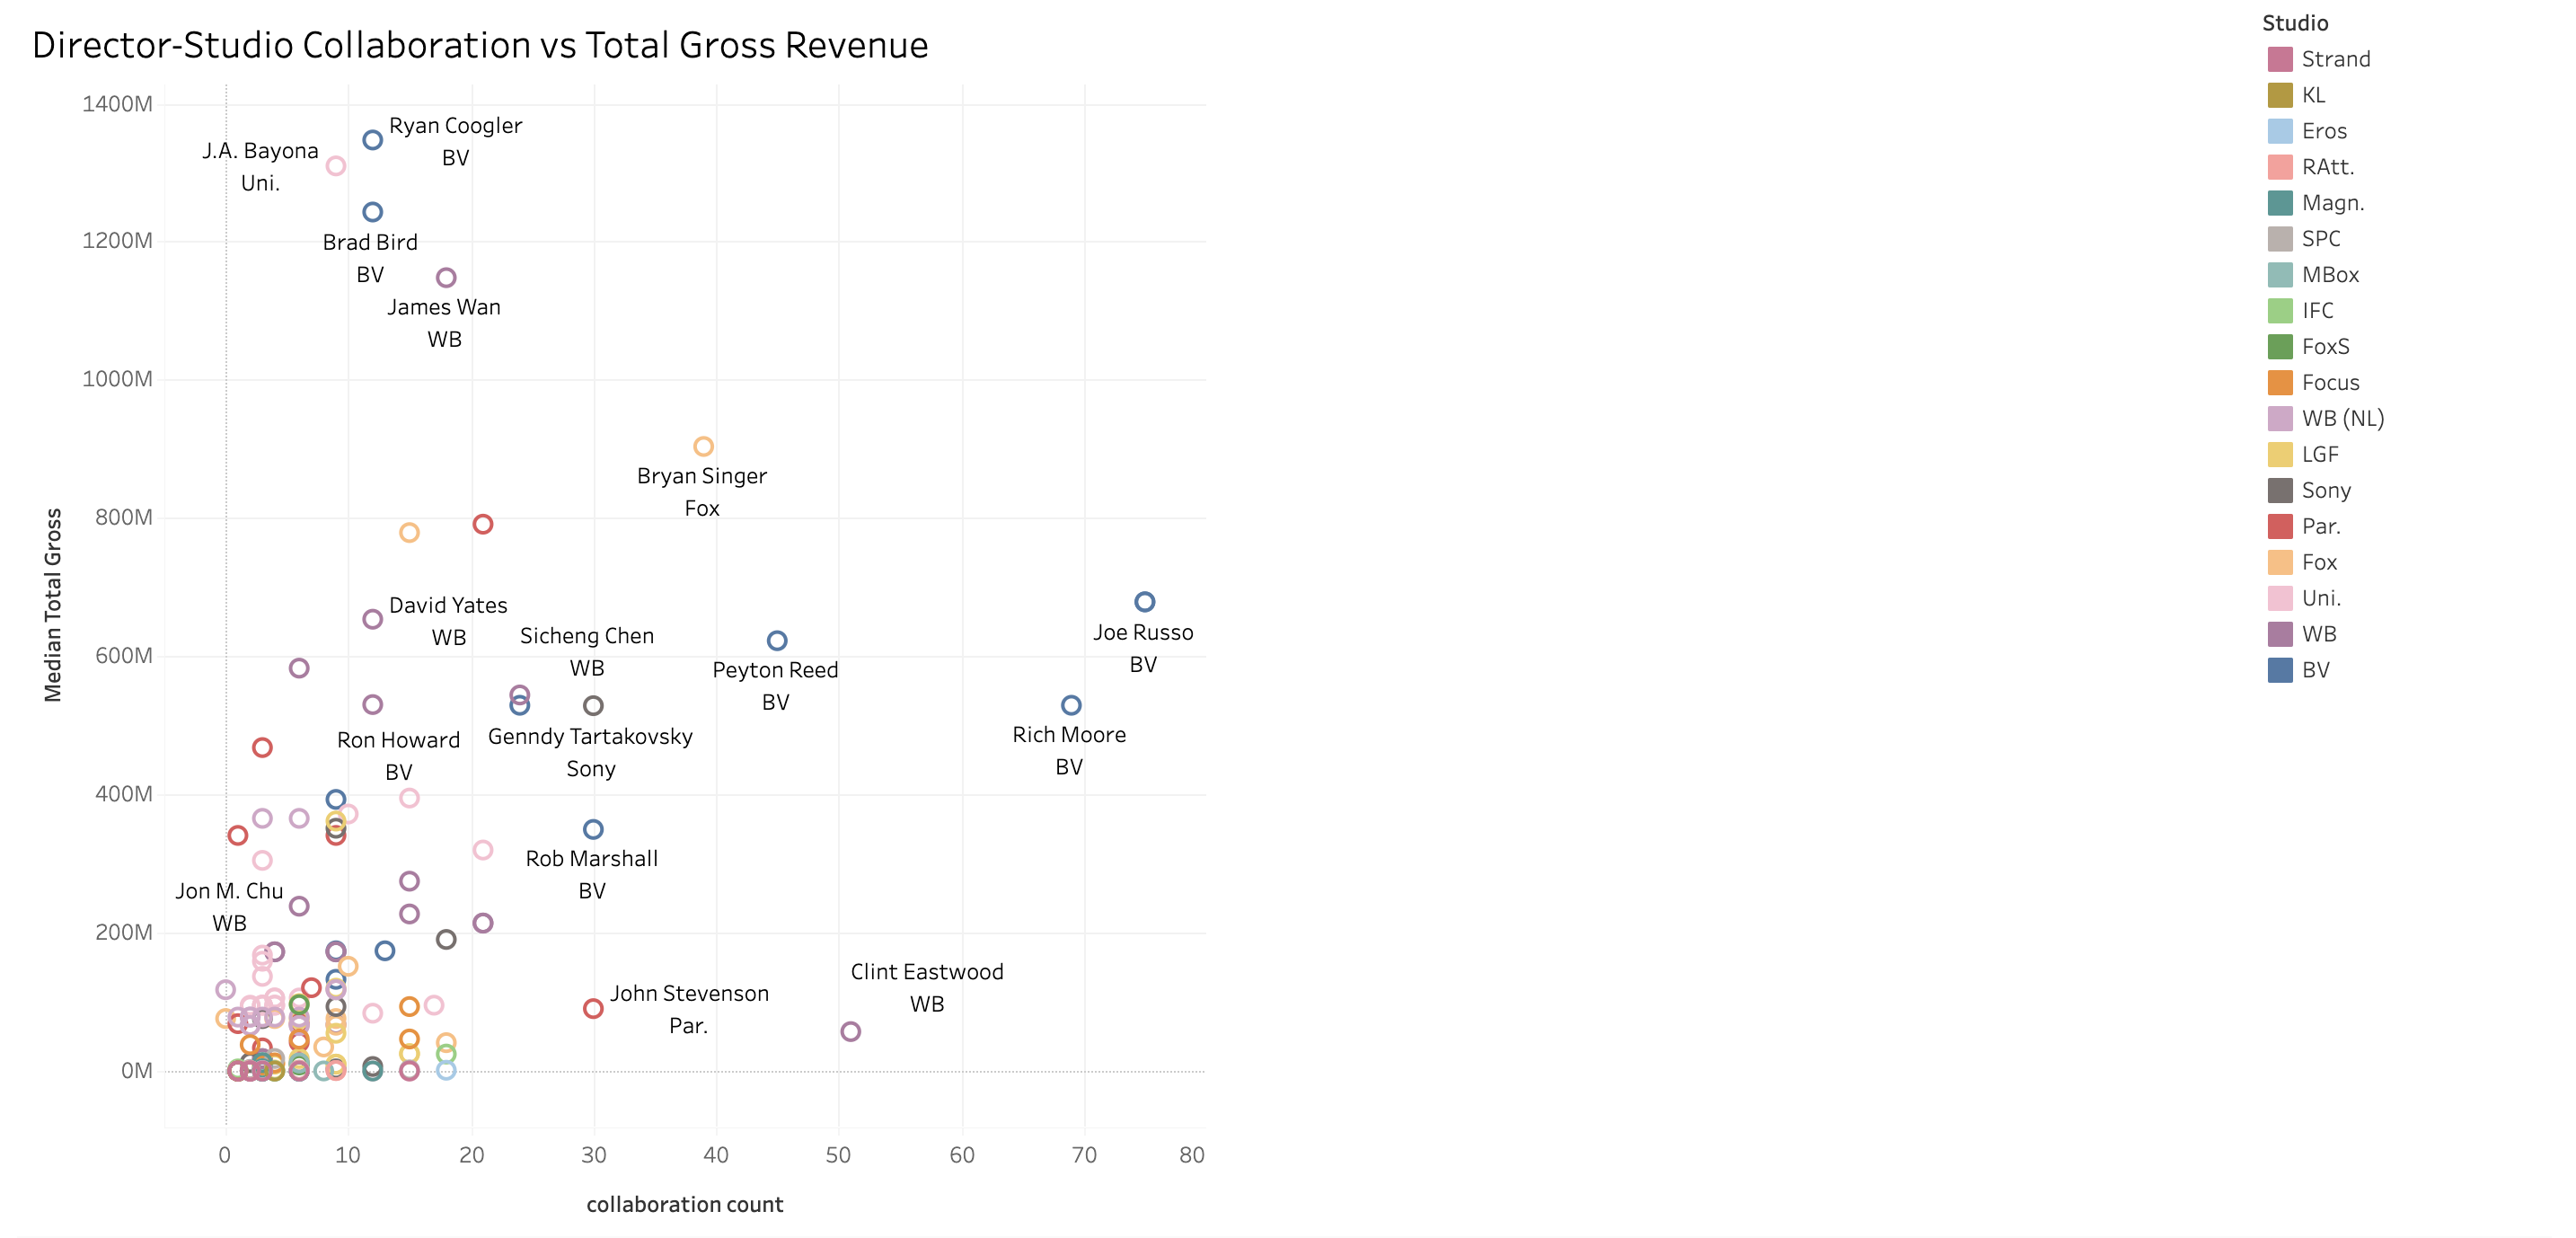 Director-Studio Collaboration vs Total Gross Revenue
1400M
1200M
1000M
800M
600M
400M
200M
0M
Median Total Gross
Ryan Coogler
BV
J.A. Bayona
Uni.
Brad Bird
BV
James Wan
WB
Bryan Singer
Fox
David Yates
WB
Sicheng Chen
WB
Joe Russo
BV
Peyton Reed
BV
Ron Howard
BV
Genndy Tartakovsky
Sony
Rich Moore
BV
Rob Marshall
BV
Jon M. Chu
WB
Clint Eastwood
WB
John Stevenson
Par.
0 10 20 30 40 50 60 70 80
collaboration count
Studio
Strand
KL
Eros
RAtt.
Magn.
SPC
MBox
IFC
FoxS
Focus
WB (NL)
LGF
Sony
Par.
Fox
Uni.
WB
BV